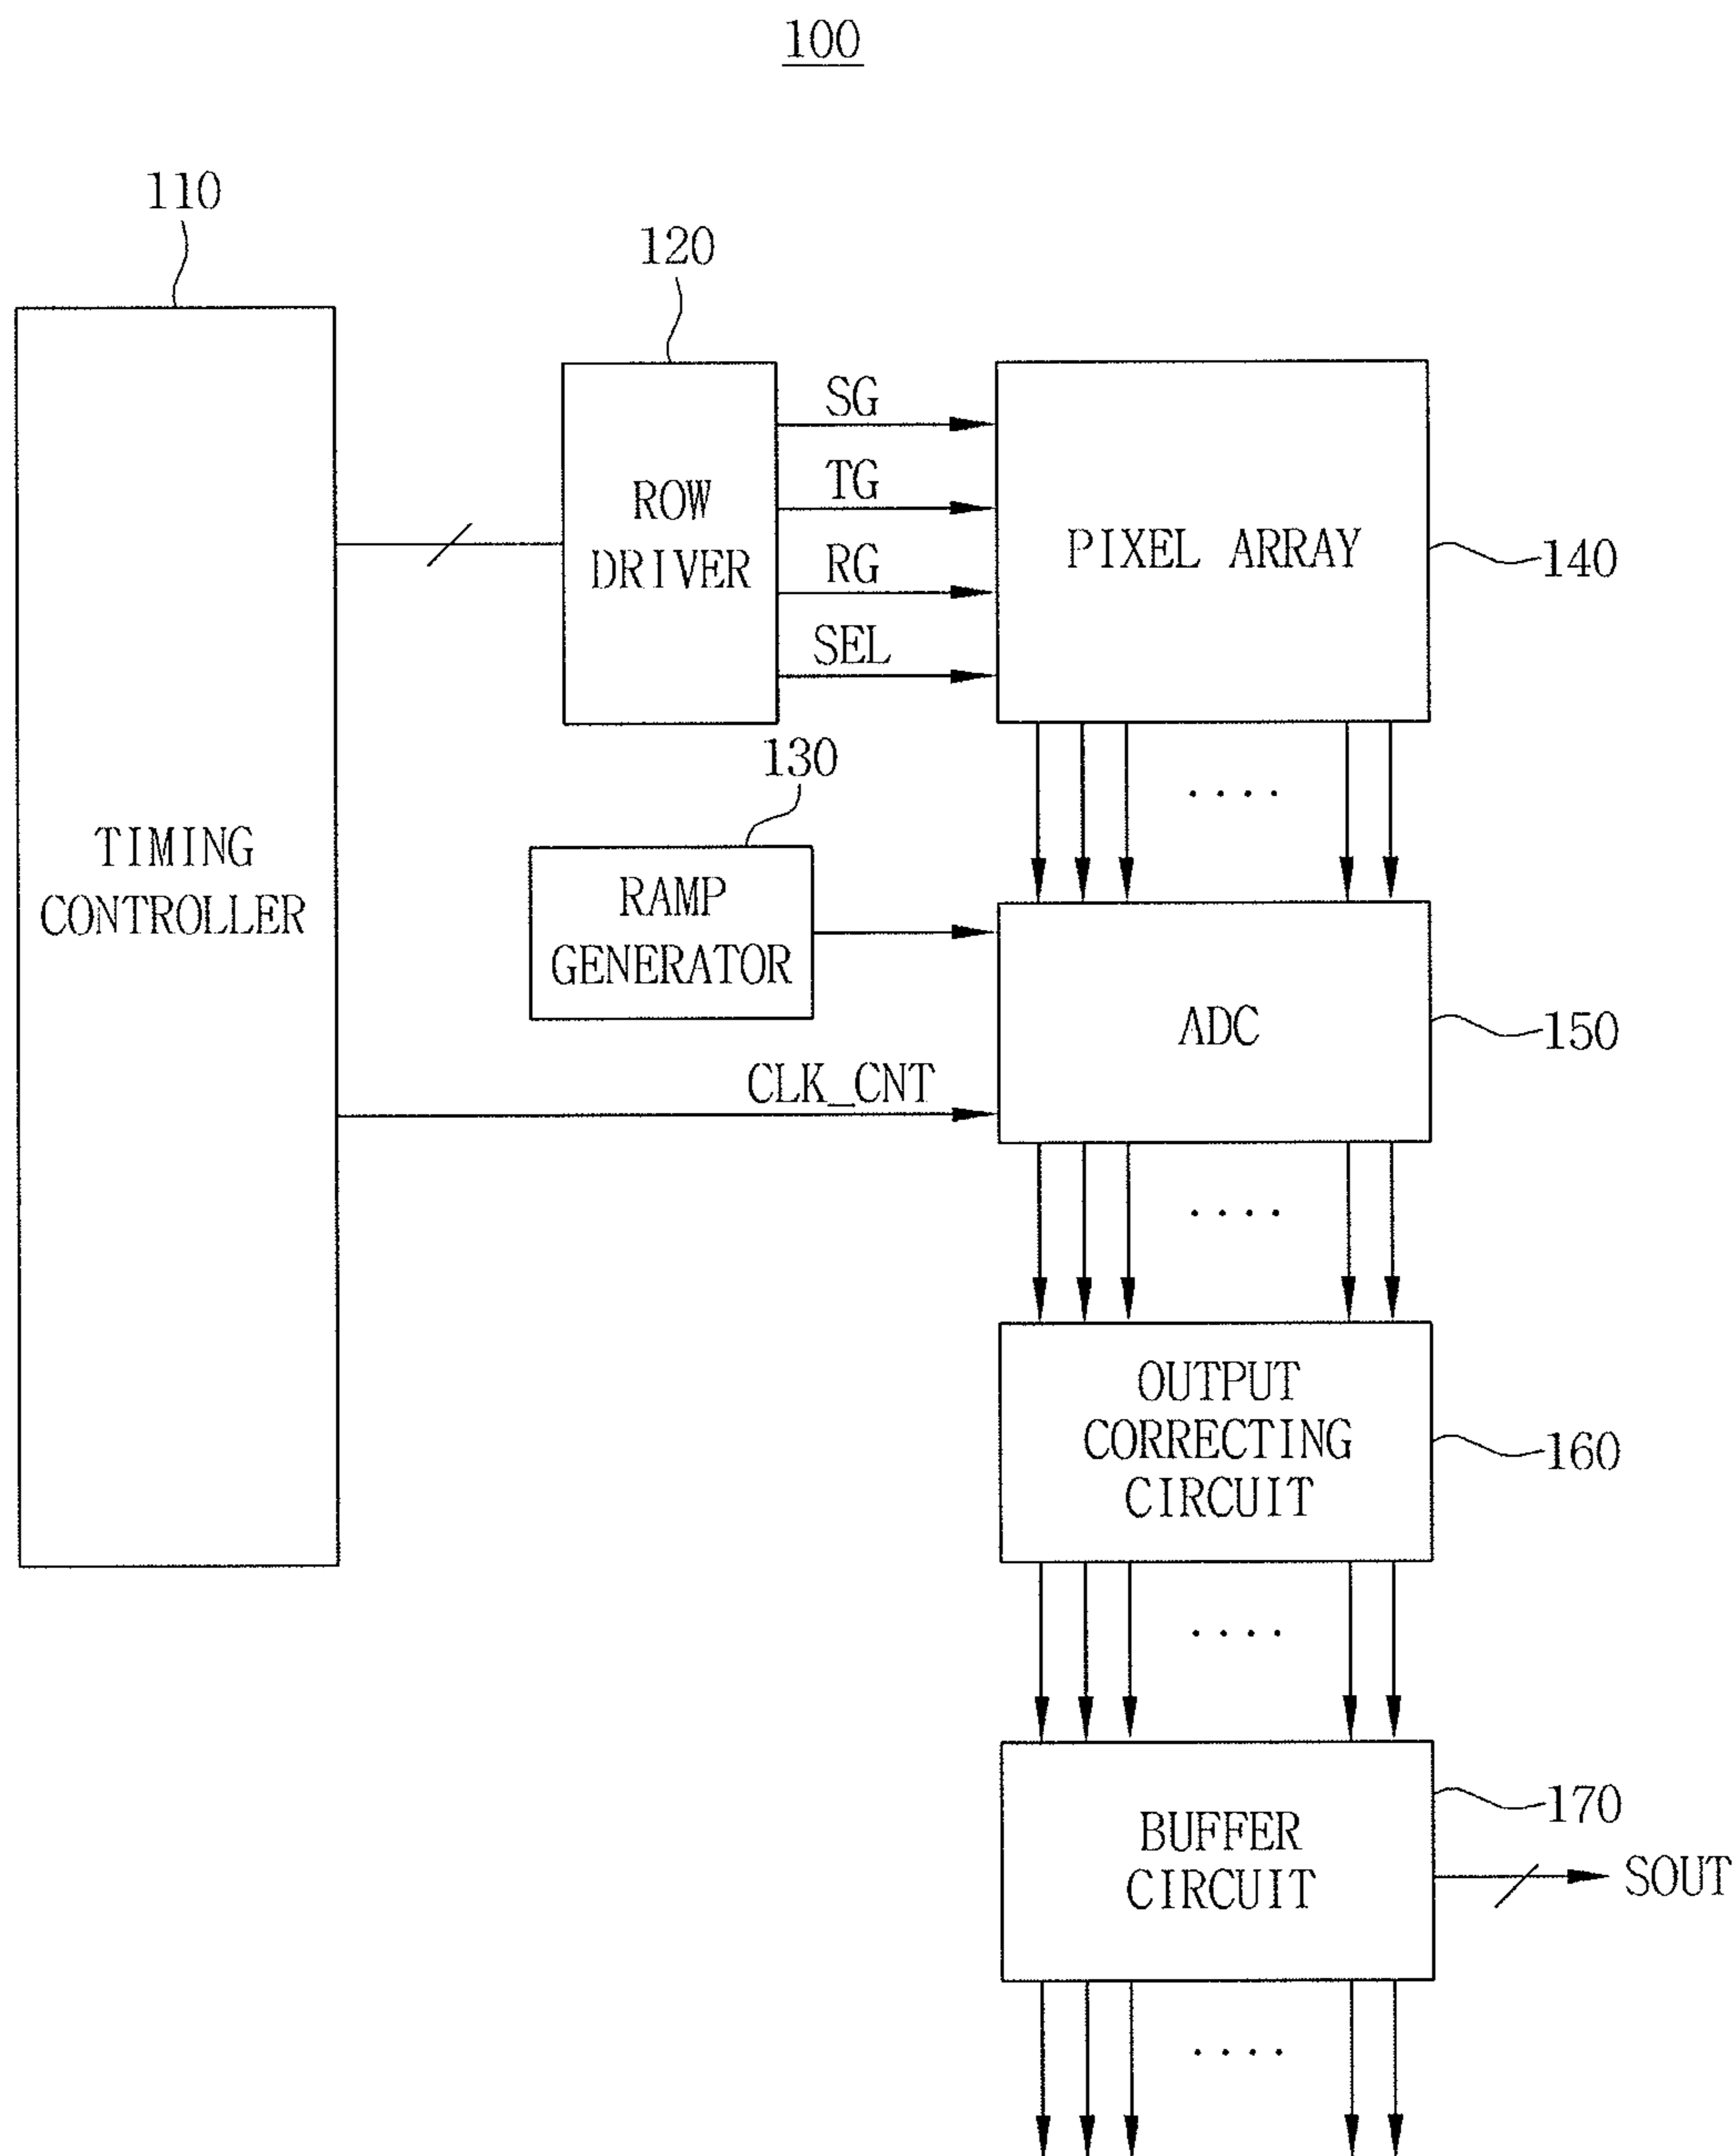 100
110
120
SG
TG
RG
SEL
ROW
DRIVER
PIXEL ARRAY
140
130
TIMING
CONTROLLER
RAMP
GENERATOR
ADC
150
CLK_CNT
OUTPUT
CORRECTING
CIRCUIT
160
BUFFER
CIRCUIT
170
SOUT
....
....
....
....